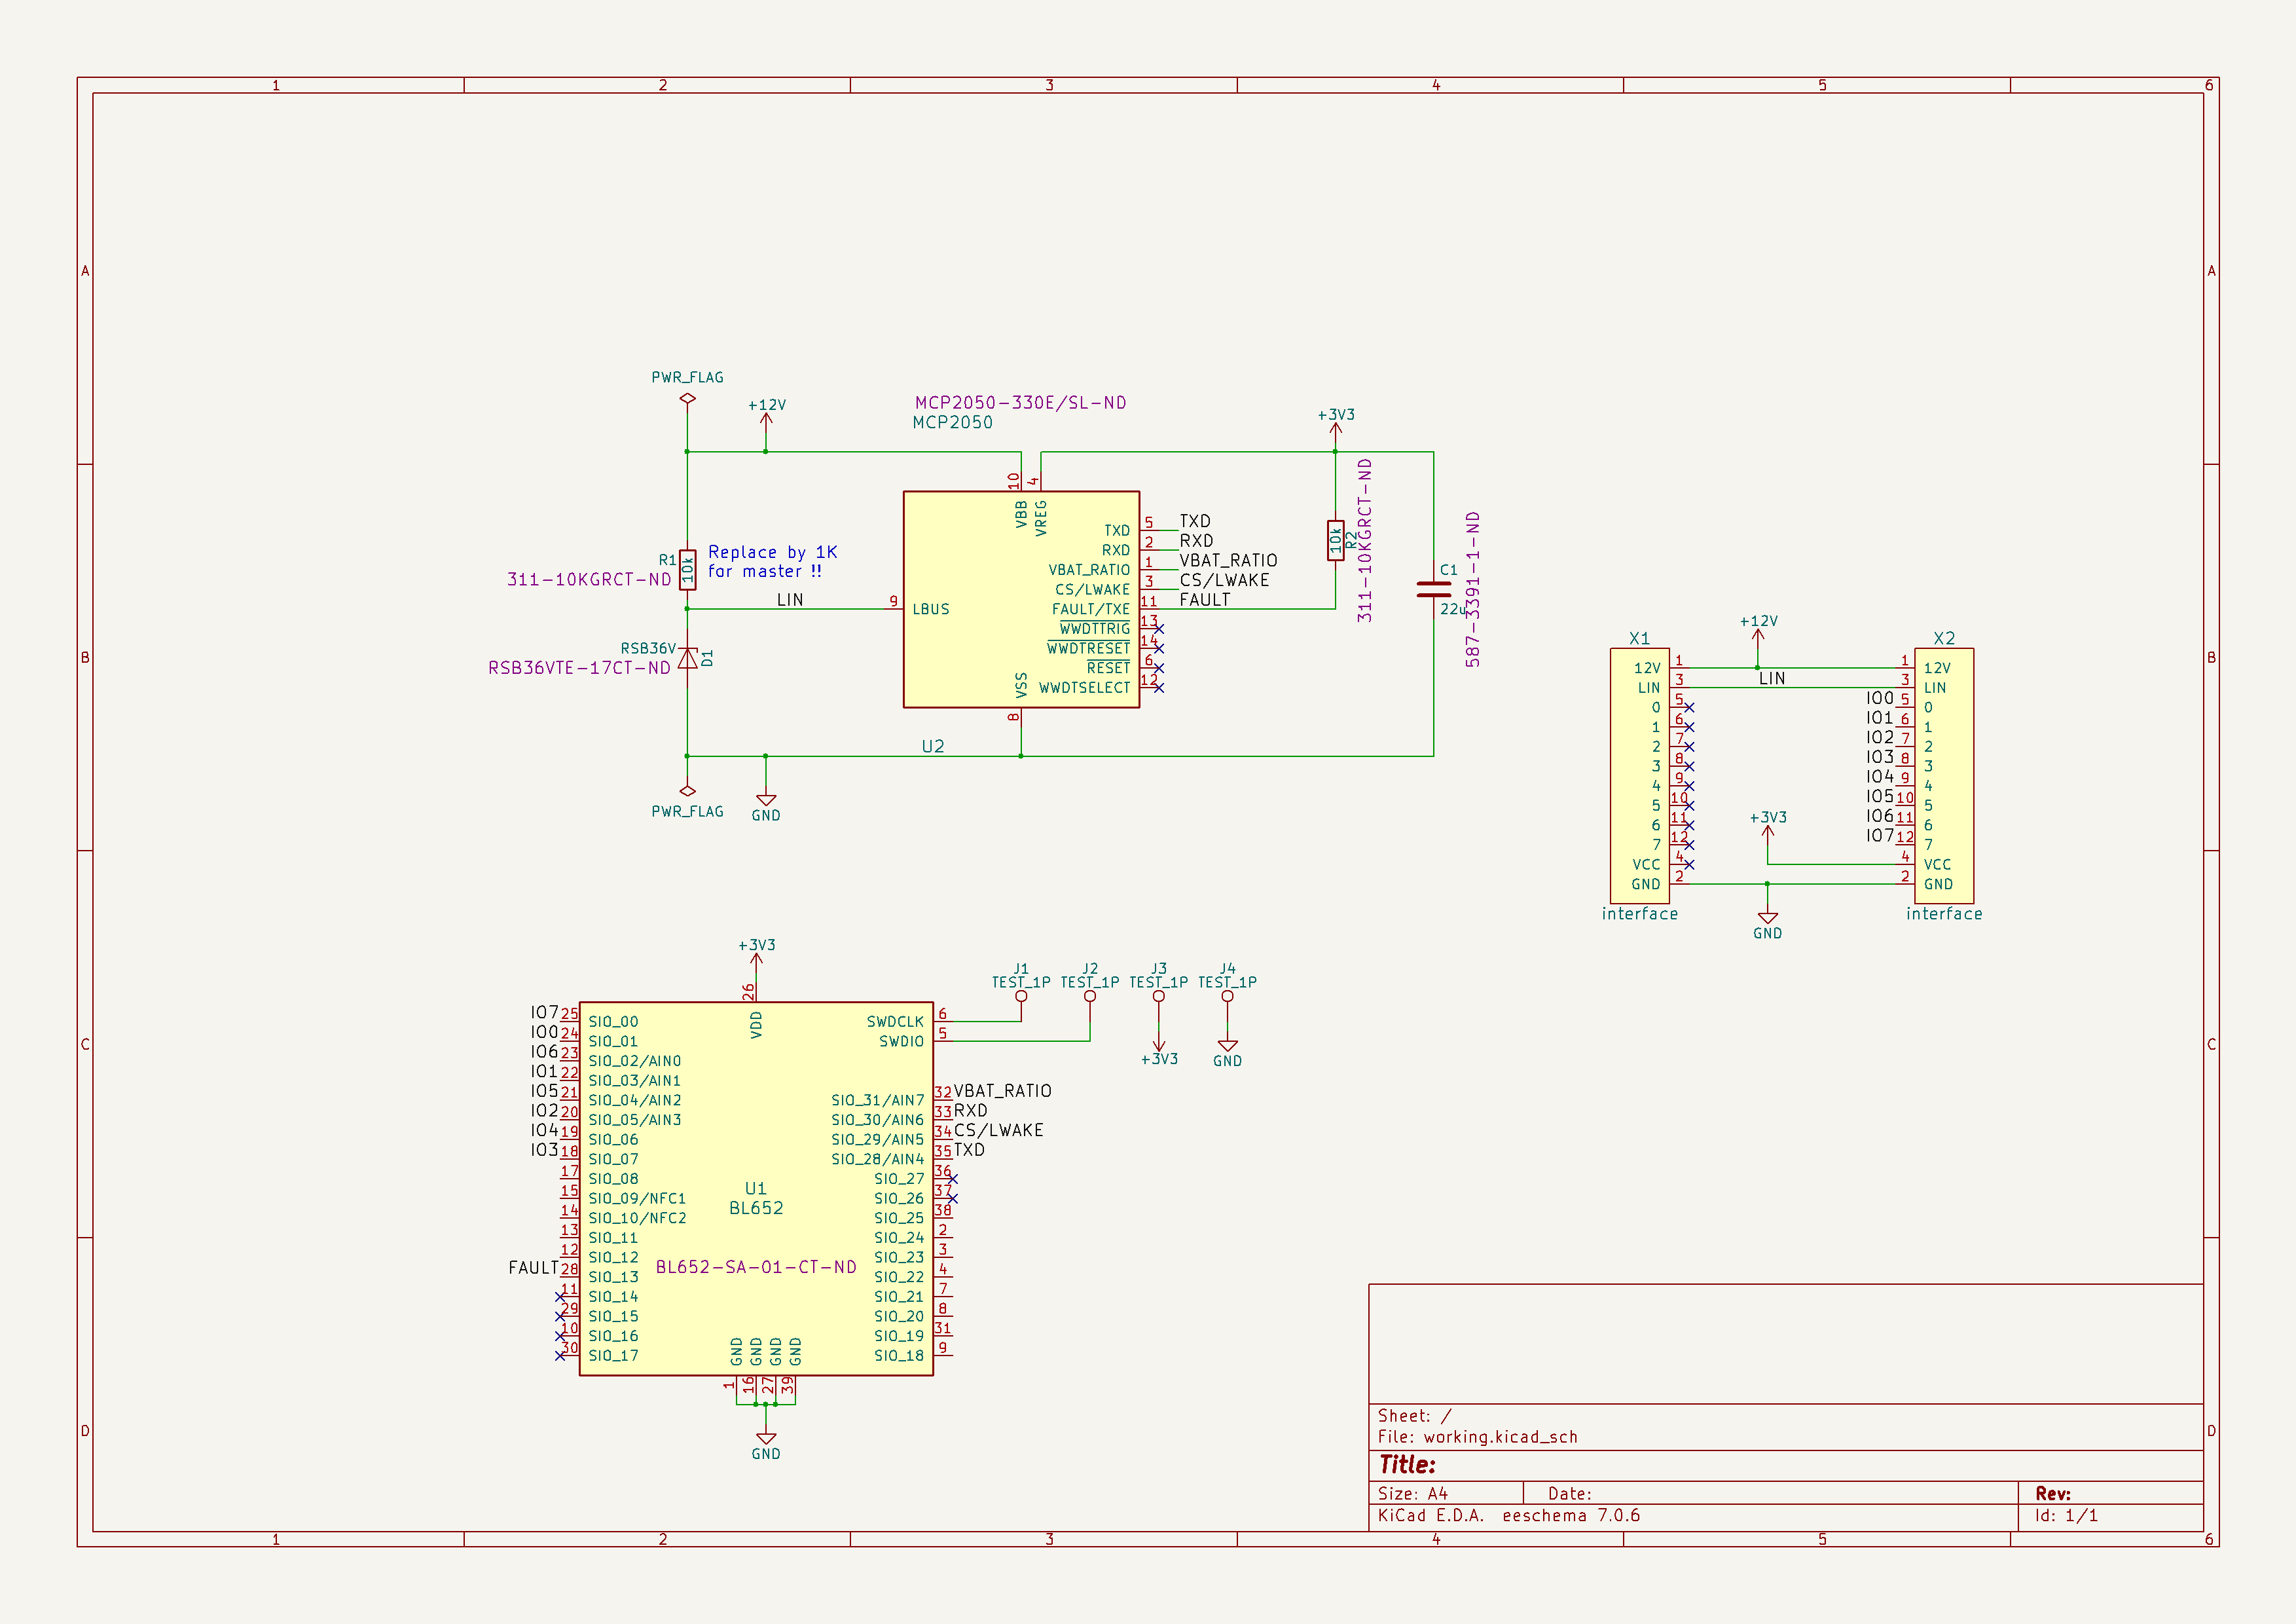 1 2 3 4 5 6
A A
B B
C C
D D
PWR_FLAG
+12V
MCP2050-330E/SL-ND
MCP2050
+3V3
R1
10k
311-10KGRCT-ND
Replace by 1K
for master !!
LIN
RSB36V
RSB36VTE-17CT-ND
D1
10 VBB
4 VREG
9 LBUS
TXD 5 TXD
RXD 2 RXD
VBAT_RATIO 1 VBAT_RATIO
CS/LWAKE 3 CS/LWAKE
FAULT/TXE 11 FAULT
WWDTTRIG 13
WWDTRESET 14
RESET 6
WWDTSELECT 12
VSS 8
U2
10k
R2
311-10KGRCT-ND
C1
22u
587-3391-1-ND
PWR_FLAG
GND
+12V
X1
X2
12V 1
LIN 3
0 5
1 6
2 7
3 8
4 9
5 10
6 11
7 12
VCC 4
GND 2
interface
LIN
+3V3
GND
1 12V
3 LIN
IO0 5 0
IO1 6 1
IO2 7 2
IO3 8 3
IO4 9 4
IO5 10 5
IO6 11 6
IO7 12 7
4 VCC
2 GND
interface
+3V3
26 VDD
IO7 25 SIO_00
IO0 24 SIO_01
IO6 23 SIO_02/AIN0
IO1 22 SIO_03/AIN1
IO5 21 SIO_04/AIN2
IO2 20 SIO_05/AIN3
IO4 19 SIO_06
IO3 18 SIO_07
17 SIO_08
15 SIO_09/NFC1
14 SIO_10/NFC2
13 SIO_11
12 SIO_12
FAULT 28 SIO_13
11 SIO_14
29 SIO_15
10 SIO_16
30 SIO_17
U1
BL652
BL652-SA-01-CT-ND
SWDCLK 6
SWDIO 5
SIO_31/AIN7 32 VBAT_RATIO
SIO_30/AIN6 33 RXD
SIO_29/AIN5 34 CS/LWAKE
SIO_28/AIN4 35 TXD
SIO_27 36
SIO_26 37
SIO_25 38
SIO_24 2
SIO_23 3
SIO_22 4
SIO_21 7
SIO_20 8
SIO_19 31
SIO_18 9
GND GND GND GND
1 16 27 39
GND
J1 J2 J3 J4
TEST_1P TEST_1P TEST_1P TEST_1P
+3V3
GND
Sheet: /
File: working.kicad_sch
Title:
Size: A4 Date: Rev:
KiCad E.D.A. eeschema 7.0.6 Id: 1/1
1 2 3 4 5 6